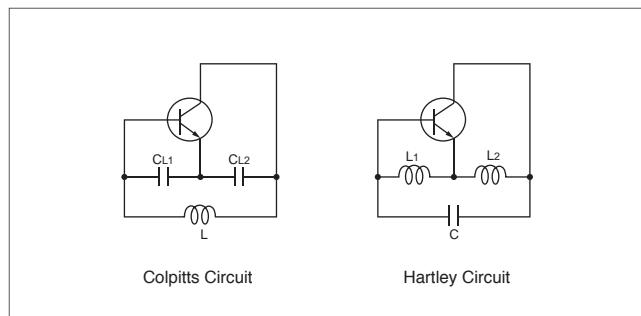 CL1 CL2
L
Colpitts Circuit
L1 L2
C
Hartley Circuit